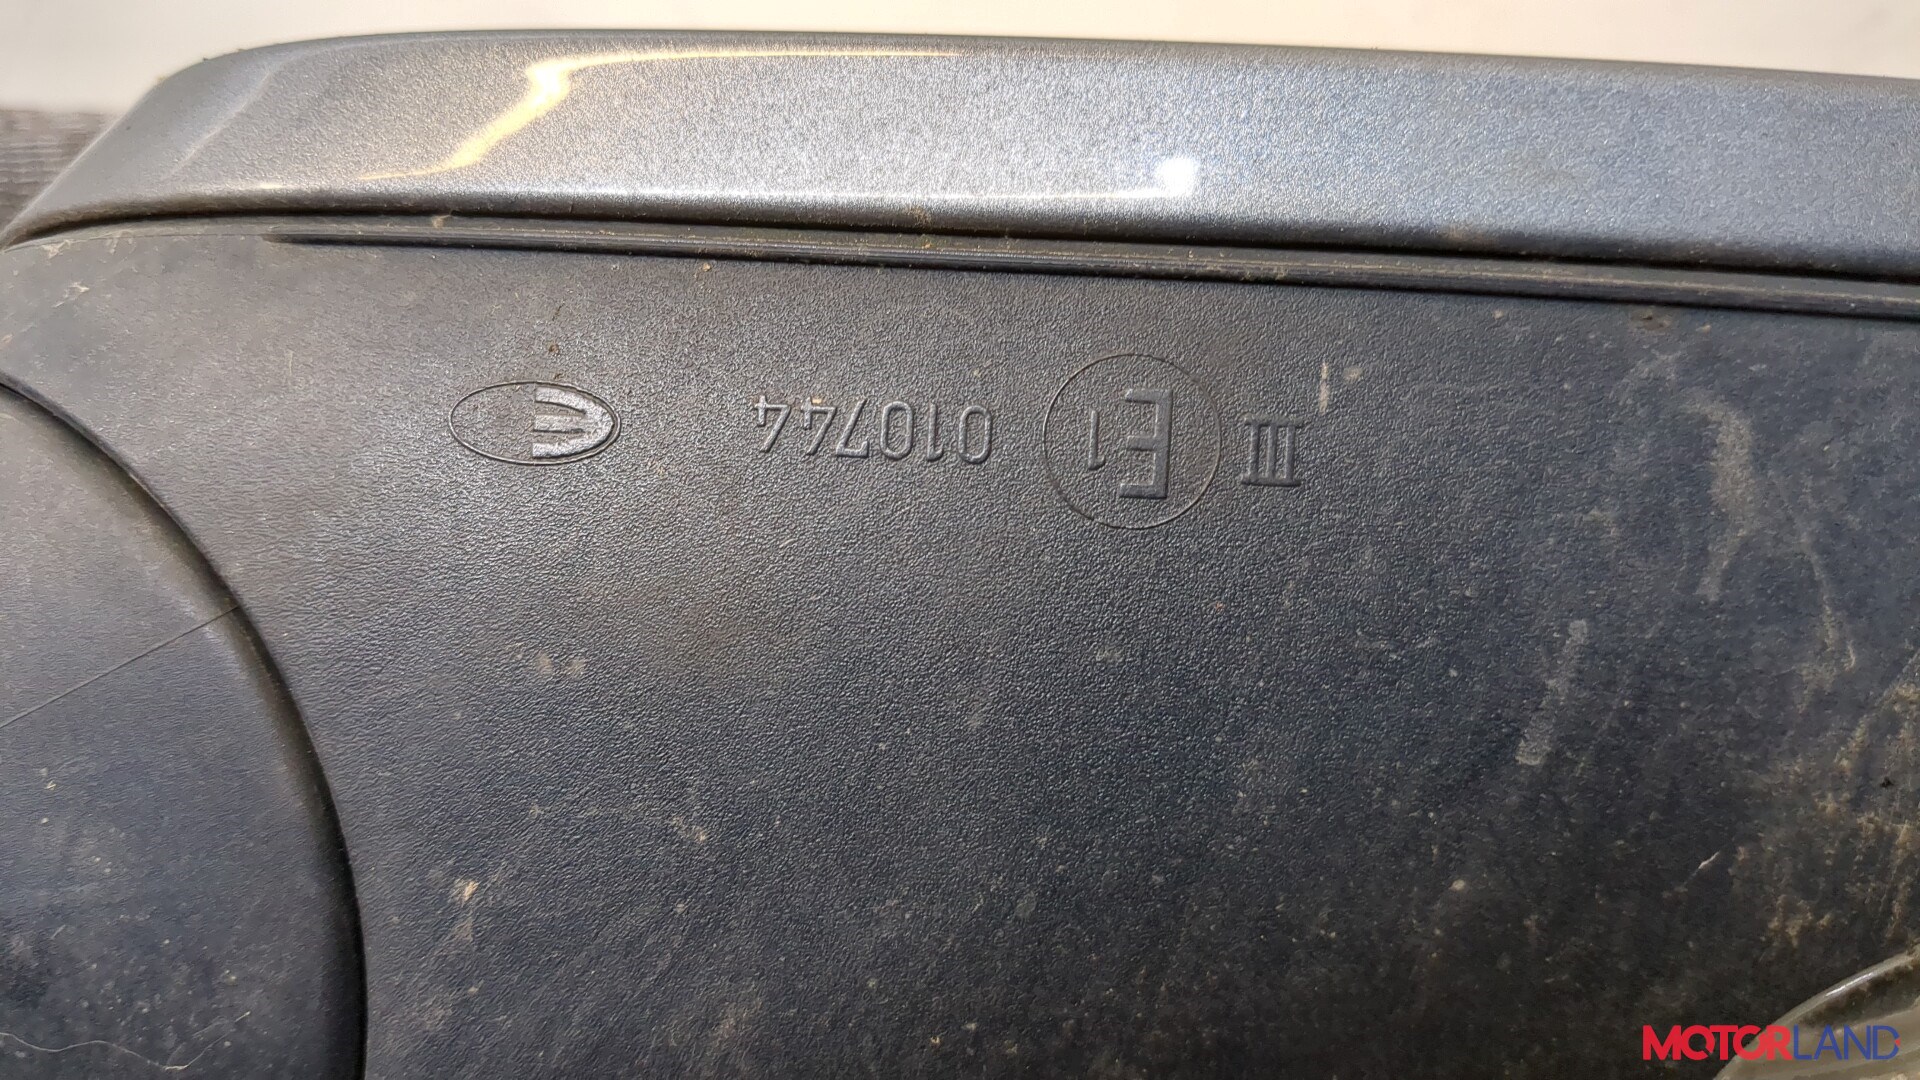 III E1 010744
MOTORLAND